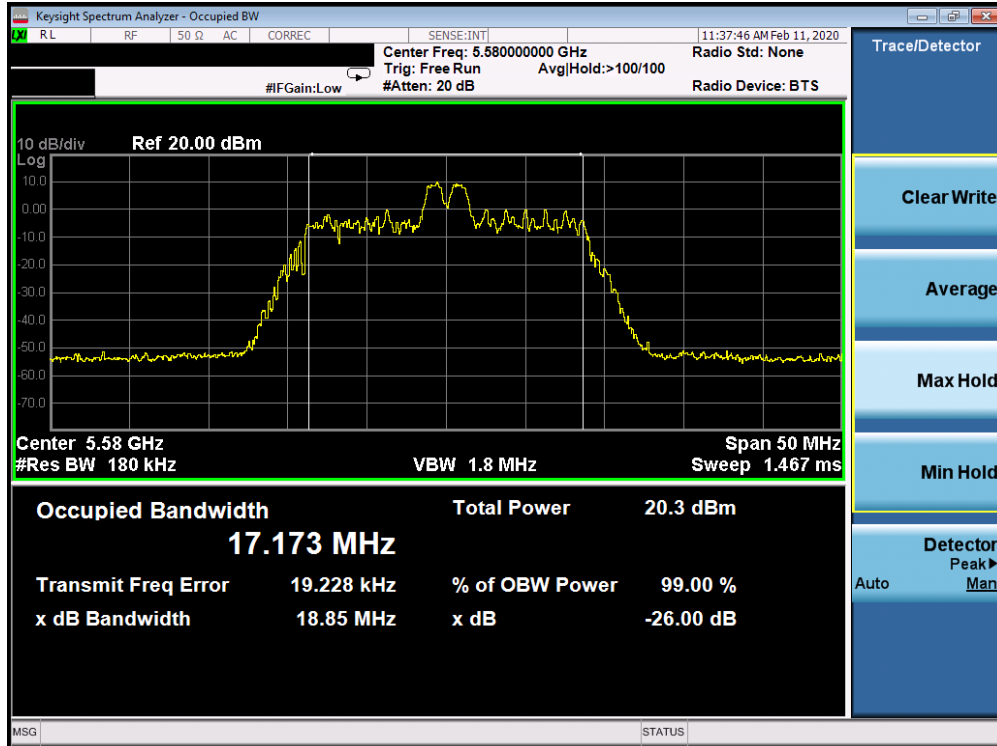 Keysight Spectrum Analyzer - Occupied BW
LXI RL RF 50 Ω AC CORREC SENSE:INT 11:37:46 AM Feb 11, 2020
Center Freq: 5.580000000 GHz Radio Std: None
Trig: Free Run Avg|Hold:>100/100
#IFGain:Low #Atten: 20 dB Radio Device: BTS
Trace/Detector
10 dB/div Ref 20.00 dBm
Log
10.0
0.00
-10.0
-20.0
-30.0
-40.0
-50.0
-60.0
-70.0
Center 5.58 GHz Span 50 MHz
#Res BW 180 kHz VBW 1.8 MHz Sweep 1.467 ms
Occupied Bandwidth Total Power 20.3 dBm
17.173 MHz
Transmit Freq Error 19.228 kHz % of OBW Power 99.00 %
x dB Bandwidth 18.85 MHz x dB -26.00 dB
Clear Write
Average
Max Hold
Min Hold
Detector
Peak▶
Auto Man
MSG STATUS